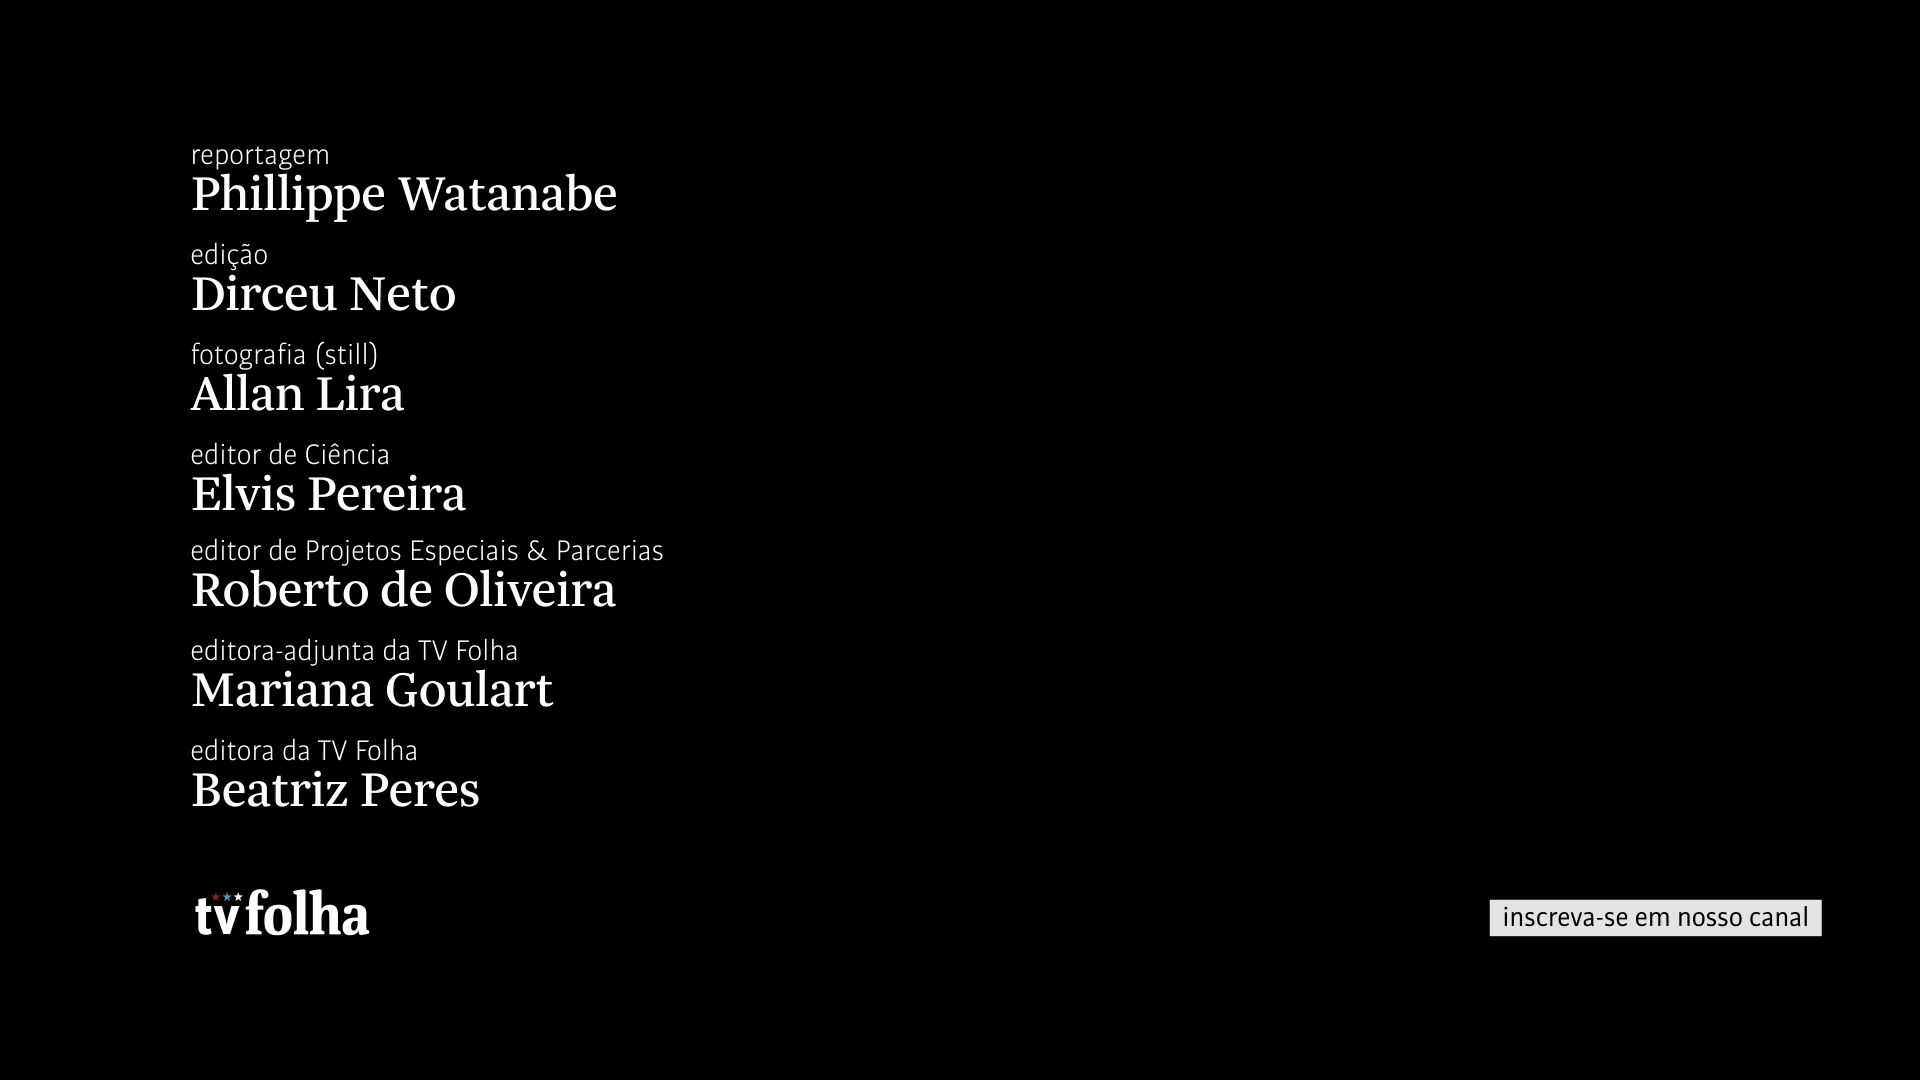 reportagem
Phillippe Watanabe
edição
Dirceu Neto
fotografia (still)
Allan Lira
editor de Ciência
Elvis Pereira
editor de Projetos Especiais & Parcerias
Roberto de Oliveira
editora-adjunta da TV Folha
Mariana Goulart
editora da TV Folha
Beatriz Peres
tvfolha
inscreva-se em nosso canal